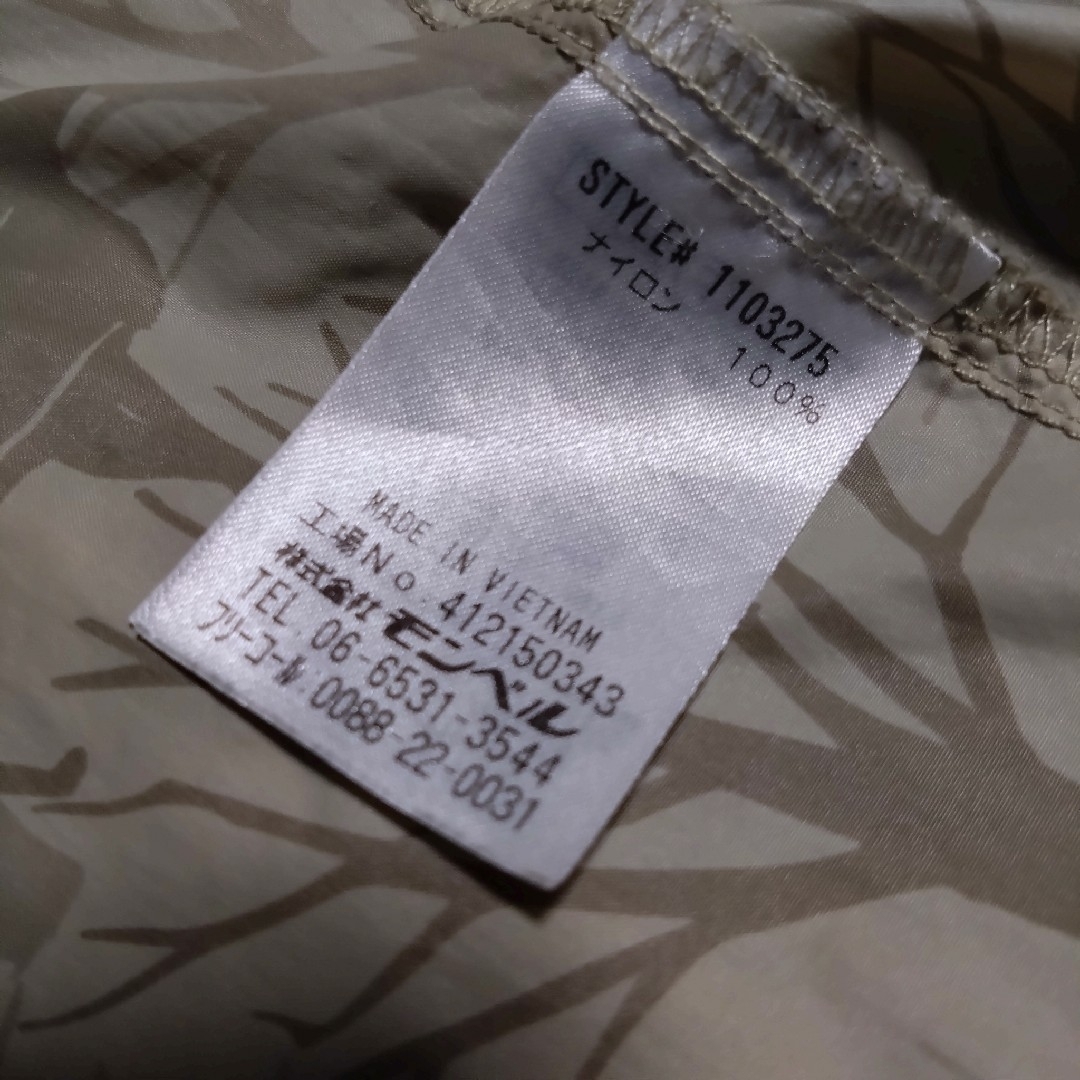 STYLE# 1103275
ナイロン 100%
MADE IN VIETNAM
工場No.412150343
株式会社モンベル
TEL.06-6531-3544
フリーコール.0088-22-0031